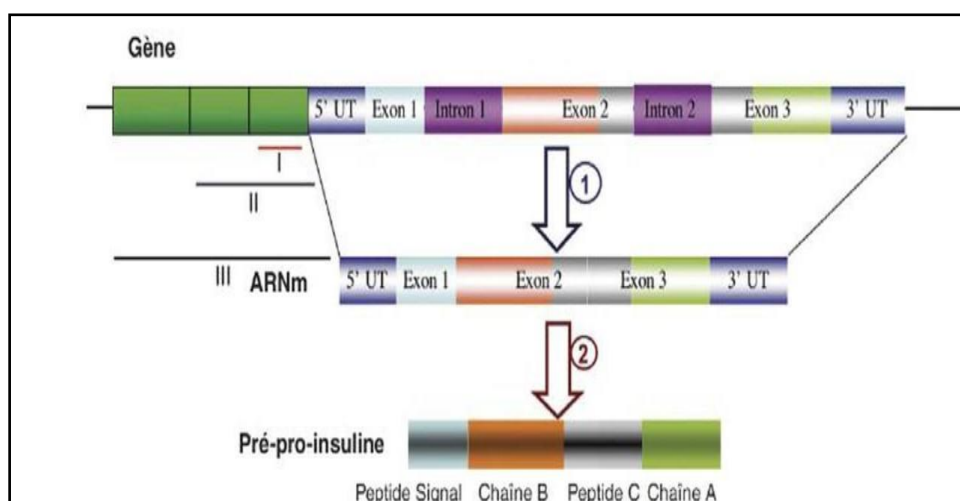 Gène
5' UT Exon 1 Intron 1 Exon 2 Intron 2 Exon 3 3' UT
I
1
II
III ARNm
5' UT Exon 1 Exon 2 Exon 3 3' UT
2
Pré-pro-insuline
Peptide Signal Chaîne B Peptide C Chaîne A